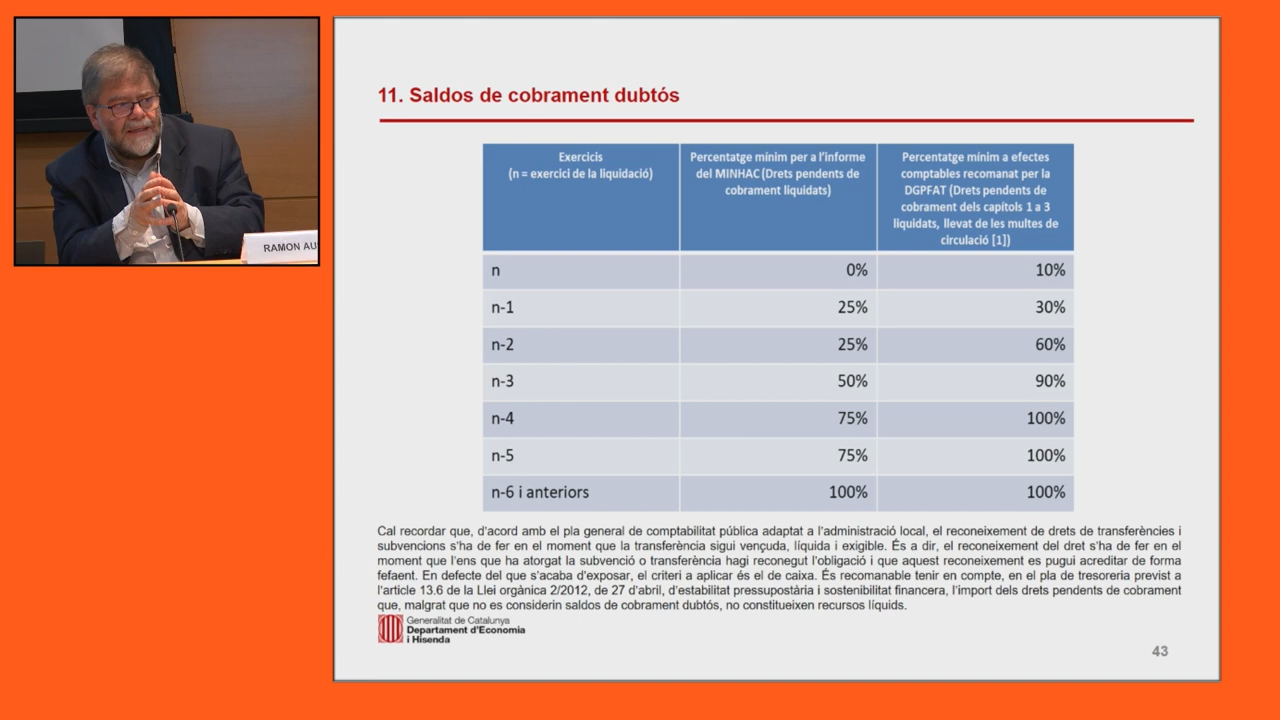 RAMON AU
11. Saldos de cobrament dubtós
Exercicis
(n = exercici de la liquidació)
Percentatge mínim per a l'informe
del MINHAC (Drets pendents de
cobrament liquidats)
Percentatge mínim a efectes
comptables recomanat per la
DGPFAT (Drets pendents de
cobrament dels capítols 1 a 3
liquidats, llevat de les multes de
circulació [1])
n 0% 10%
n-1 25% 30%
n-2 25% 60%
n-3 50% 90%
n-4 75% 100%
n-5 75% 100%
n-6 i anteriors 100% 100%
Cal recordar que, d'acord amb el pla general de comptabilitat pública adaptat a l'administració local, el reconeixement de drets de transferències i
subvencions s'ha de fer en el moment que la transferència sigui vençuda, líquida i exigible. És a dir, el reconeixement del dret s'ha de fer en el
moment que l'ens que ha atorgat la subvenció o transferència hagi reconegut l'obligació i que aquest reconeixement es pugui acreditar de forma
fefaent. En defecte del que s'acaba d'exposar, el criteri a aplicar és el de caixa. És recomanable tenir en compte, en el pla de tresoreria previst a
l'article 13.6 de la Llei orgànica 2/2012, de 27 d'abril, d'estabilitat pressupostària i sostenibilitat financera, l'import dels drets pendents de cobrament
que, malgrat que no es considerin saldos de cobrament dubtós, no constitueixen recursos líquids.
Generalitat de Catalunya
Departament d'Economia
i Hisenda
43